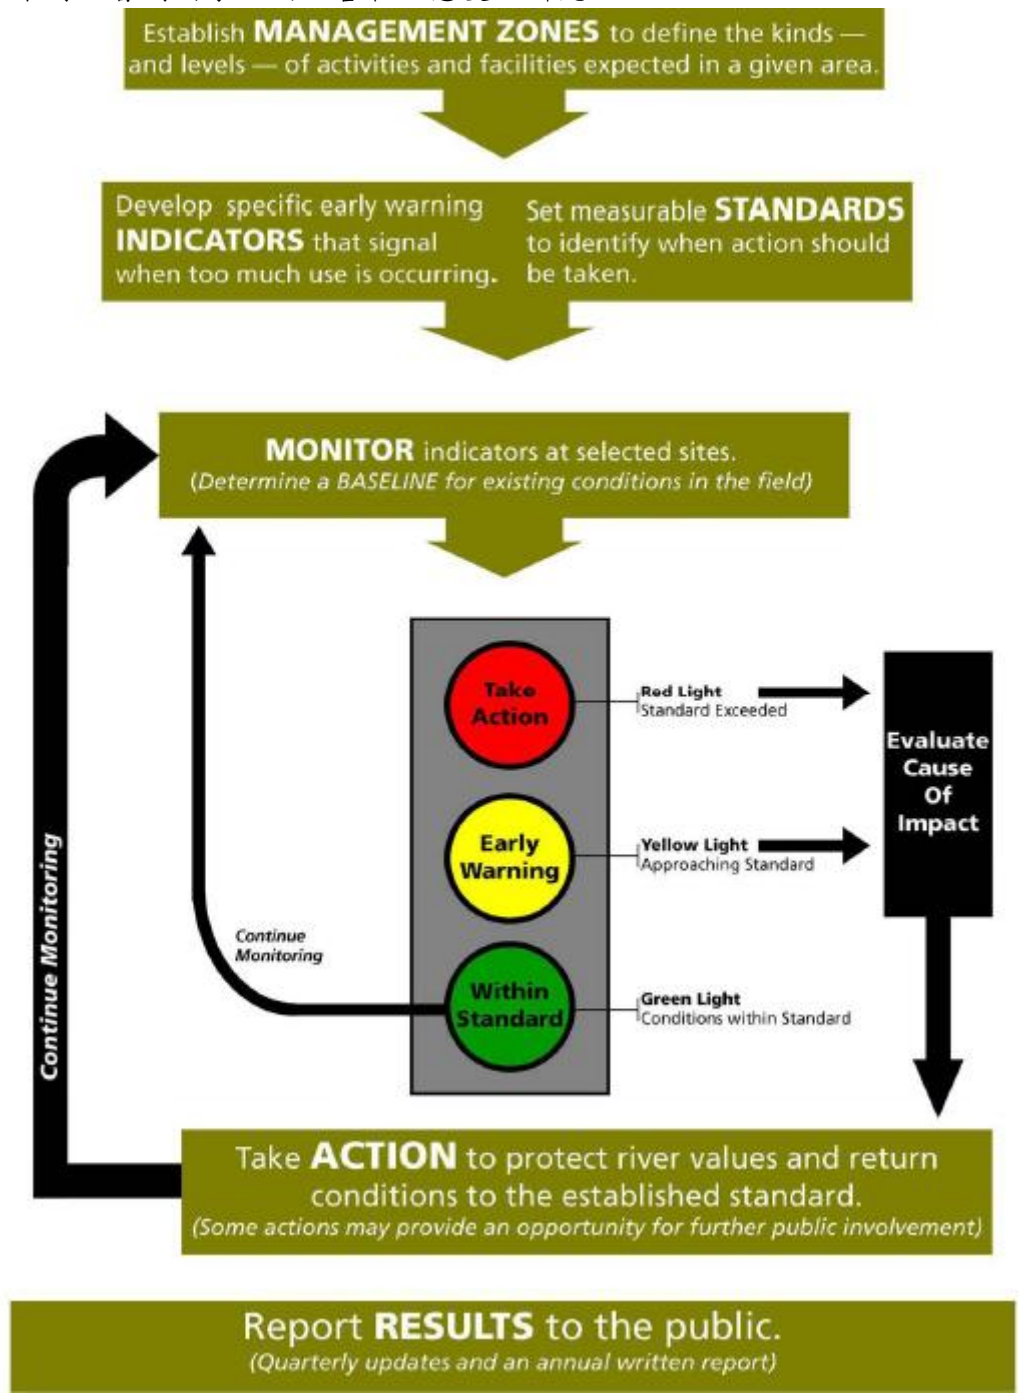 Establish MANAGEMENT ZONES to define the kinds —
and levels — of activities and facilities expected in a given area.
Develop specific early warning
INDICATORS that signal
when too much use is occurring.
Set measurable STANDARDS
to identify when action should
be taken.
MONITOR indicators at selected sites.
(Determine a BASELINE for existing conditions in the field)
Take
Action
Red Light
Standard Exceeded
Evaluate
Cause
Of
Impact
Early
Warning
Yellow Light
Approaching Standard
Continue Monitoring
Continue
Monitoring
Within
Standard
Green Light
Conditions within Standard
Take ACTION to protect river values and return
conditions to the established standard.
(Some actions may provide an opportunity for further public involvement)
Report RESULTS to the public.
(Quarterly updates and an annual written report)